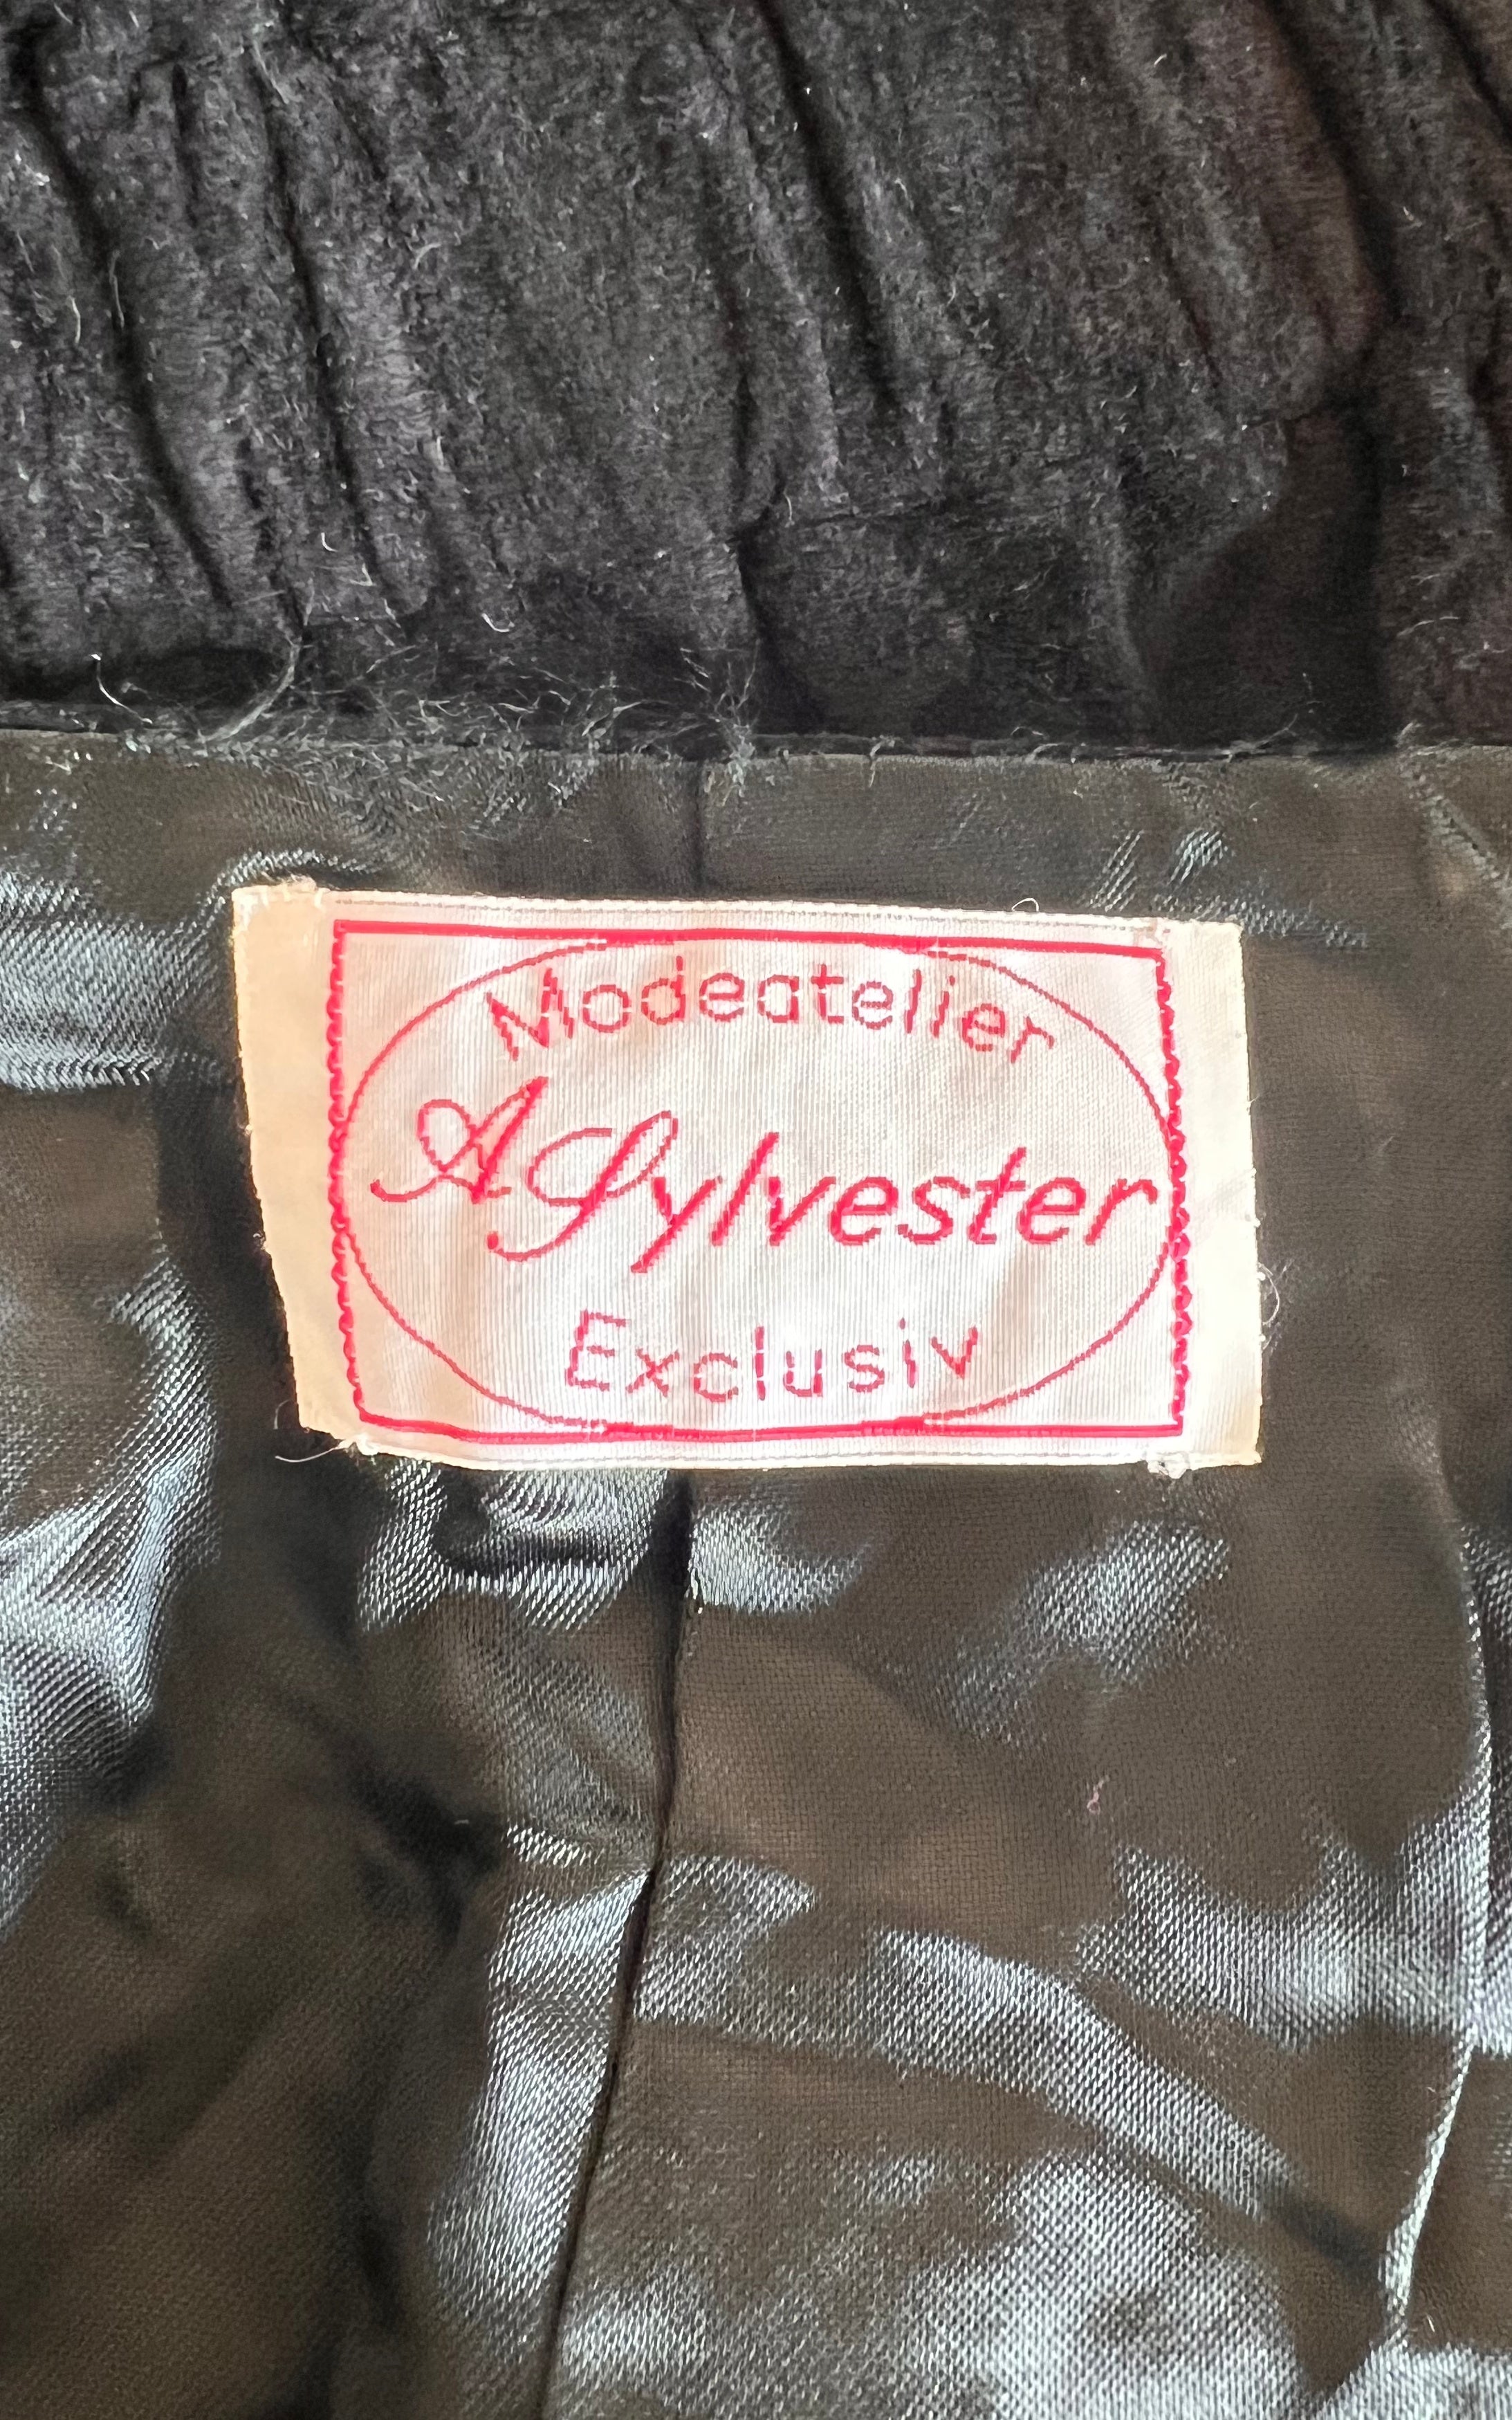 Modeatelier
A Sylvester
Exclusiv